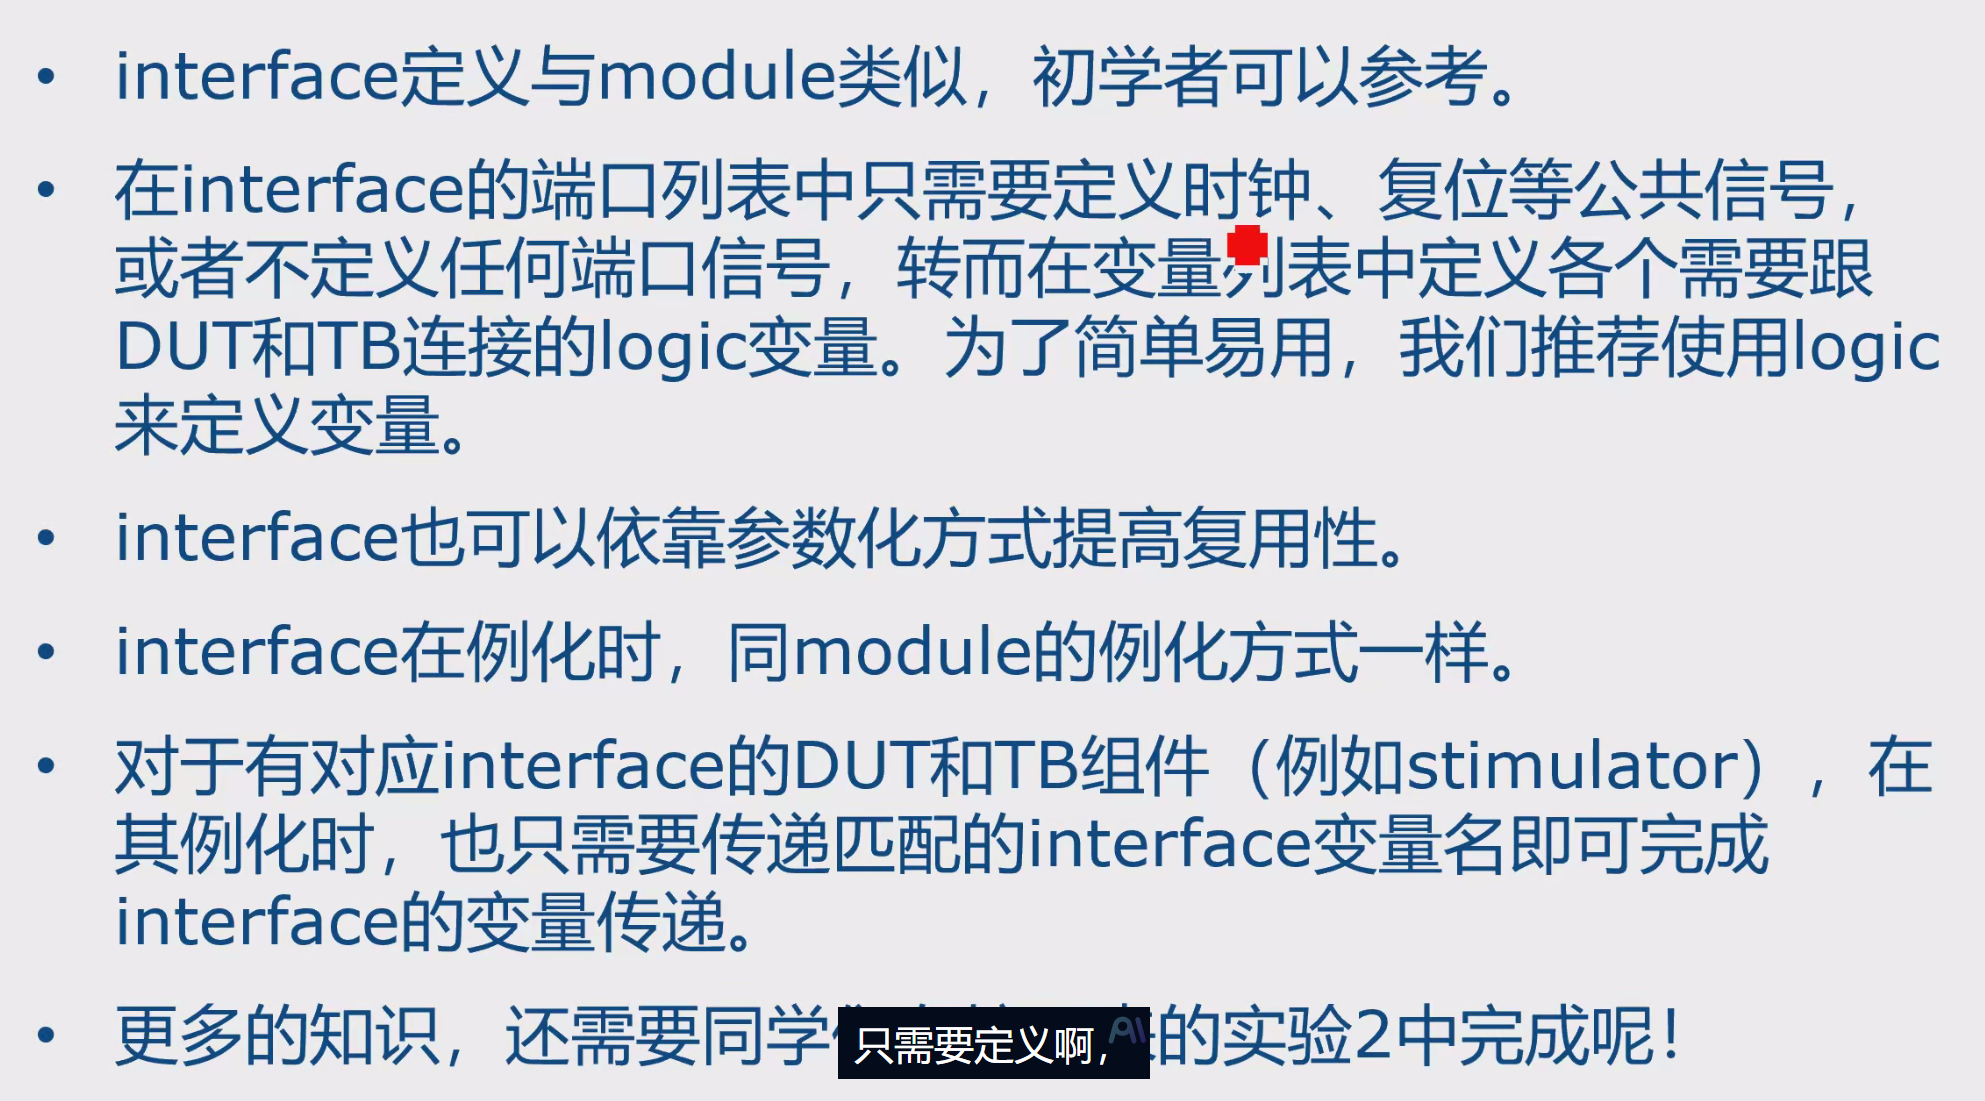 • interface定义与module类似，初学者可以参考。
• 在interface的端口列表中只需要定义时钟、复位等公共信号，
或者不定义任何端口信号，转而在变量列表中定义各个需要跟
DUT和TB连接的logic变量。为了简单易用，我们推荐使用logic
来定义变量。
• interface也可以依靠参数化方式提高复用性。
• interface在例化时，同module的例化方式一样。
• 对于有对应interface的DUT和TB组件（例如stimulator），在
其例化时，也只需要传递匹配的interface变量名即可完成
interface的变量传递。
• 更多的知识，还需要同学的实验2中完成呢！
只需要定义啊，
AI